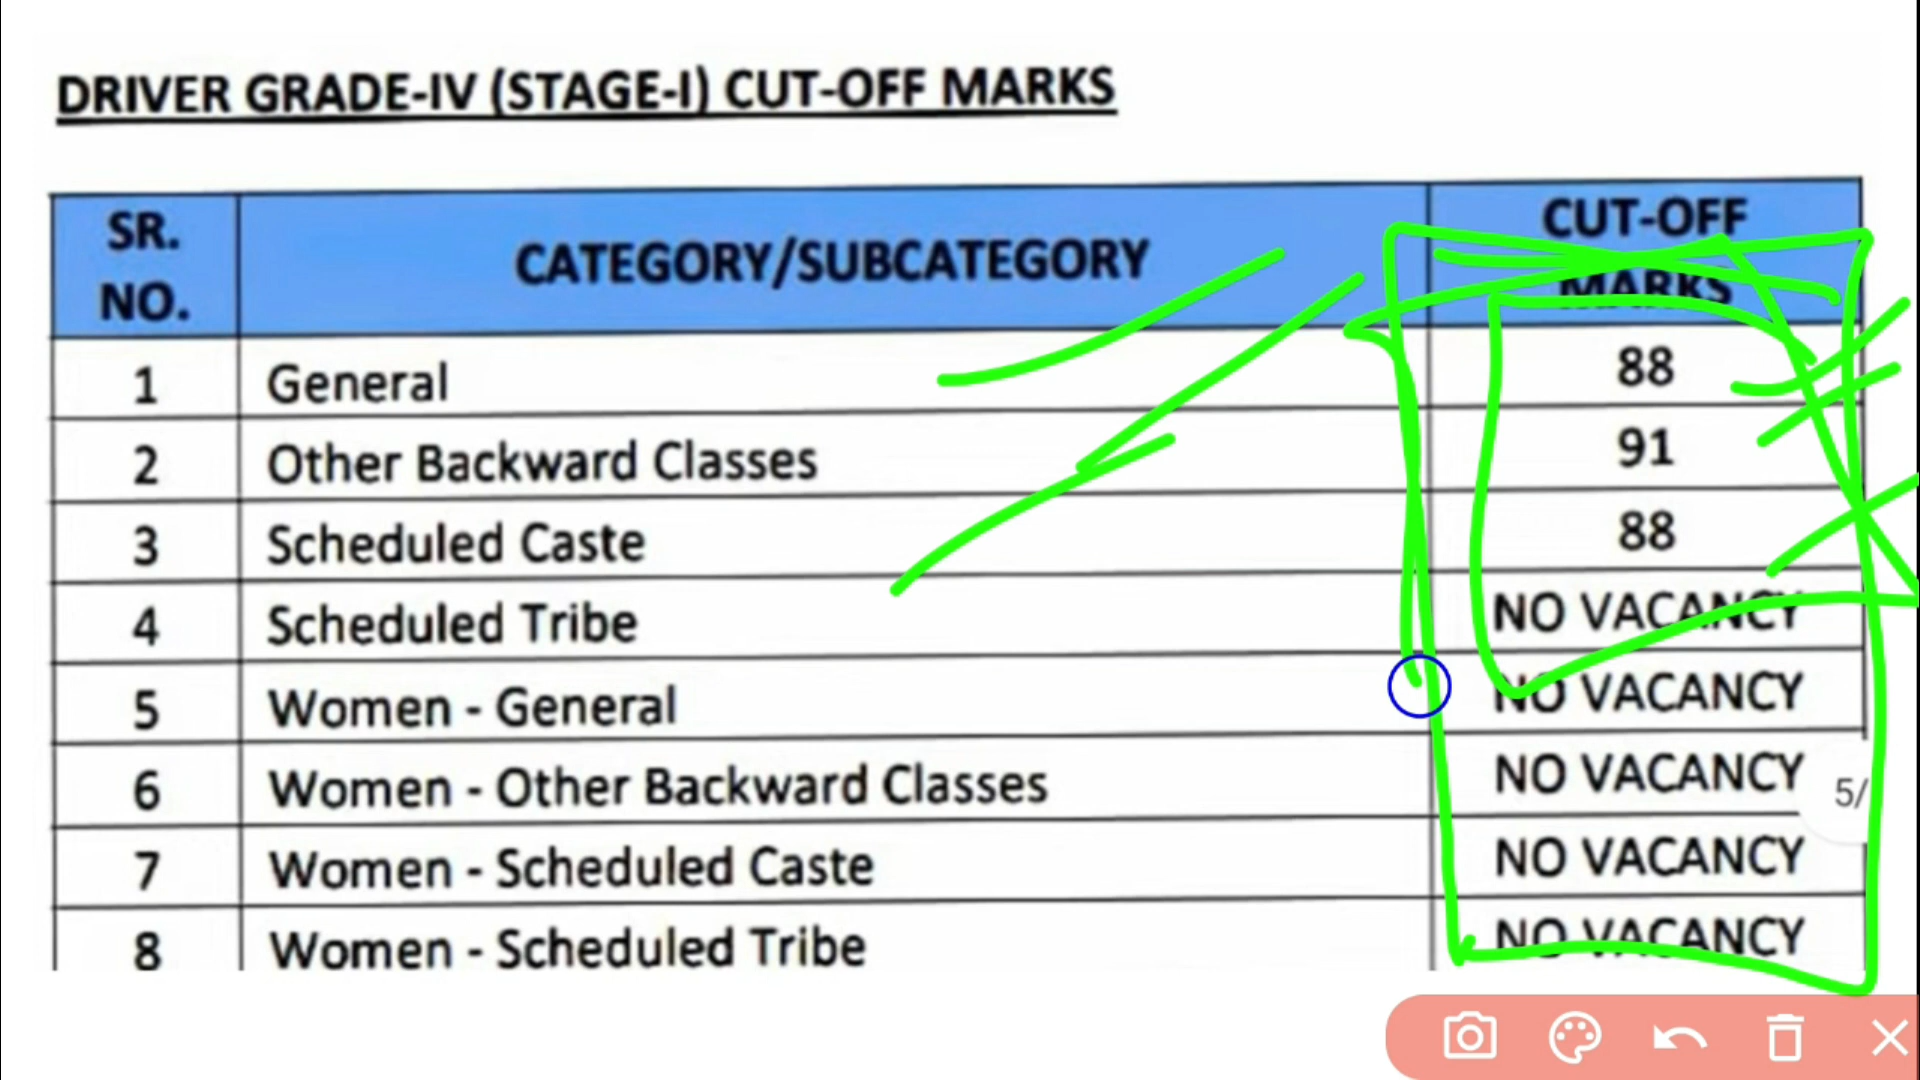 DRIVER GRADE-IV (STAGE-I) CUT-OFF MARKS
SR. NO. CATEGORY/SUBCATEGORY CUT-OFF MARKS
1 General 88
2 Other Backward Classes 91
3 Scheduled Caste 88
4 Scheduled Tribe NO VACANCY
5 Women - General NO VACANCY
6 Women - Other Backward Classes NO VACANCY
5/
7 Women - Scheduled Caste NO VACANCY
8 Women - Scheduled Tribe NO VACANCY